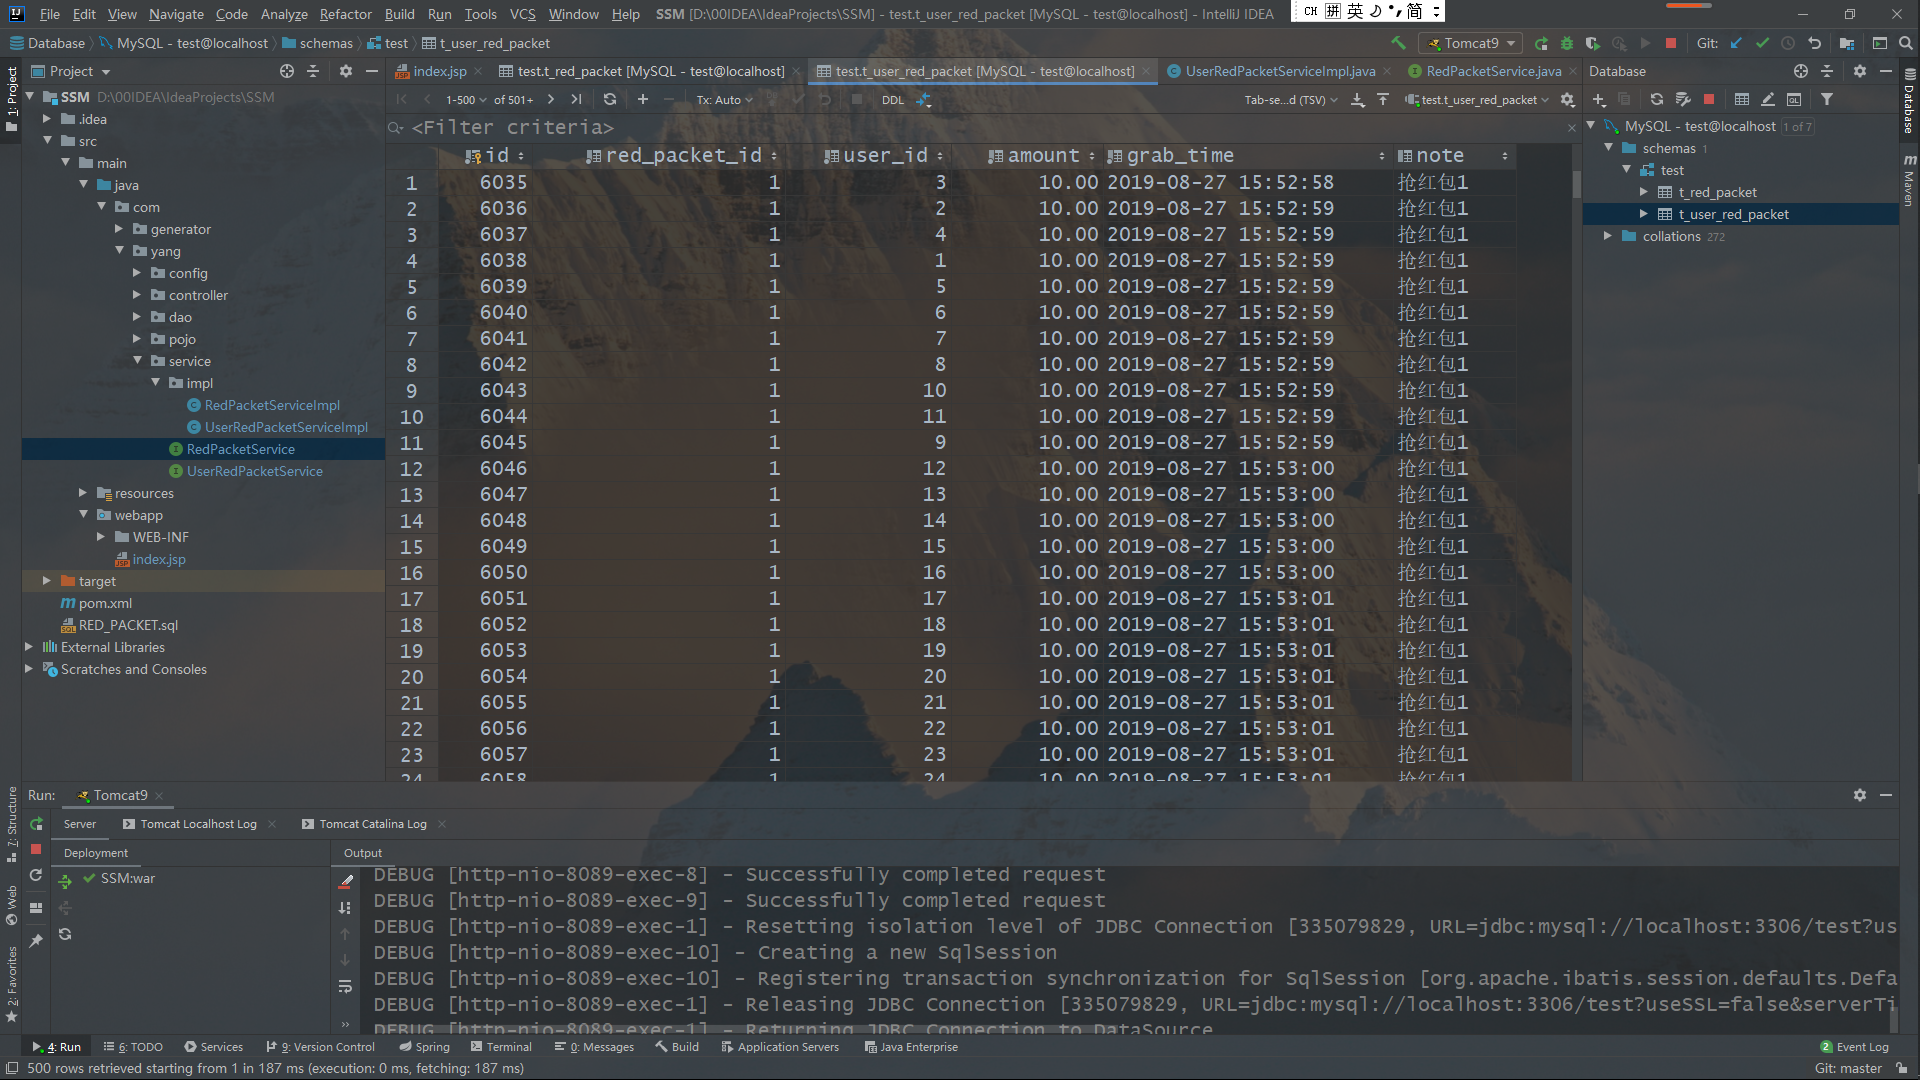 File Edit View Navigate Code Analyze Refactor Build Run Tools VCS Window Help SSM [D:\00IDEA\IdeaProjects\SSM] - test.t_user_red_packet [MySQL - test@localhost] - IntelliJ IDEA
CH 拼 英 简
Database MySQL - test@localhost schemas test t_user_red_packet Tomcat9 Git:
Project index.jsp test.t_red_packet [MySQL - test@localhost] test.t_user_red_packet [MySQL - test@localhost] UserRedPacketServiceImpl.java RedPacketService.java Database
1-500 of 501+ Tx: Auto DDL Tab-se...d (TSV) test.t_user_red_packet
<Filter criteria>
1: Project
SSM D:\00IDEA\IdeaProjects\SSM
.idea
src
main
java
com
generator
yang
config
controller
dao
pojo
service
impl
RedPacketServiceImpl
UserRedPacketServiceImpl
RedPacketService
UserRedPacketService
resources
webapp
WEB-INF
index.jsp
target
pom.xml
RED_PACKET.sql
External Libraries
Scratches and Consoles
id red_packet_id user_id amount grab_time note
1 6035 1 3 10.00 2019-08-27 15:52:58 抢红包1
2 6036 1 2 10.00 2019-08-27 15:52:59 抢红包1
3 6037 1 4 10.00 2019-08-27 15:52:59 抢红包1
4 6038 1 1 10.00 2019-08-27 15:52:59 抢红包1
5 6039 1 5 10.00 2019-08-27 15:52:59 抢红包1
6 6040 1 6 10.00 2019-08-27 15:52:59 抢红包1
7 6041 1 7 10.00 2019-08-27 15:52:59 抢红包1
8 6042 1 8 10.00 2019-08-27 15:52:59 抢红包1
9 6043 1 10 10.00 2019-08-27 15:52:59 抢红包1
10 6044 1 11 10.00 2019-08-27 15:52:59 抢红包1
11 6045 1 9 10.00 2019-08-27 15:52:59 抢红包1
12 6046 1 12 10.00 2019-08-27 15:53:00 抢红包1
13 6047 1 13 10.00 2019-08-27 15:53:00 抢红包1
14 6048 1 14 10.00 2019-08-27 15:53:00 抢红包1
15 6049 1 15 10.00 2019-08-27 15:53:00 抢红包1
16 6050 1 16 10.00 2019-08-27 15:53:00 抢红包1
17 6051 1 17 10.00 2019-08-27 15:53:01 抢红包1
18 6052 1 18 10.00 2019-08-27 15:53:01 抢红包1
19 6053 1 19 10.00 2019-08-27 15:53:01 抢红包1
20 6054 1 20 10.00 2019-08-27 15:53:01 抢红包1
21 6055 1 21 10.00 2019-08-27 15:53:01 抢红包1
22 6056 1 22 10.00 2019-08-27 15:53:01 抢红包1
23 6057 1 23 10.00 2019-08-27 15:53:01 抢红包1
24 6058 1 24 10.00 2019-08-27 15:53:01 抢红包1
MySQL - test@localhost 1 of 7
schemas 1
test
t_red_packet
t_user_red_packet
collations 272
Database
Maven
Run: Tomcat9
Server Tomcat Localhost Log Tomcat Catalina Log
Deployment Output
SSM:war
DEBUG [http-nio-8089-exec-8] - Successfully completed request
DEBUG [http-nio-8089-exec-9] - Successfully completed request
DEBUG [http-nio-8089-exec-1] - Resetting isolation level of JDBC Connection [335079829, URL=jdbc:mysql://localhost:3306/test?us
DEBUG [http-nio-8089-exec-10] - Creating a new SqlSession
DEBUG [http-nio-8089-exec-10] - Registering transaction synchronization for SqlSession [org.apache.ibatis.session.defaults.Defa
DEBUG [http-nio-8089-exec-1] - Releasing JDBC Connection [335079829, URL=jdbc:mysql://localhost:3306/test?useSSL=false&serverTi
DEBUG [http-nio-8089-exec-1] - Returning JDBC Connection to DataSource
7: Structure
Web
2: Favorites
4: Run 6: TODO Services 9: Version Control Spring Terminal 0: Messages Build Application Servers Java Enterprise 2 Event Log
500 rows retrieved starting from 1 in 187 ms (execution: 0 ms, fetching: 187 ms) Git: master